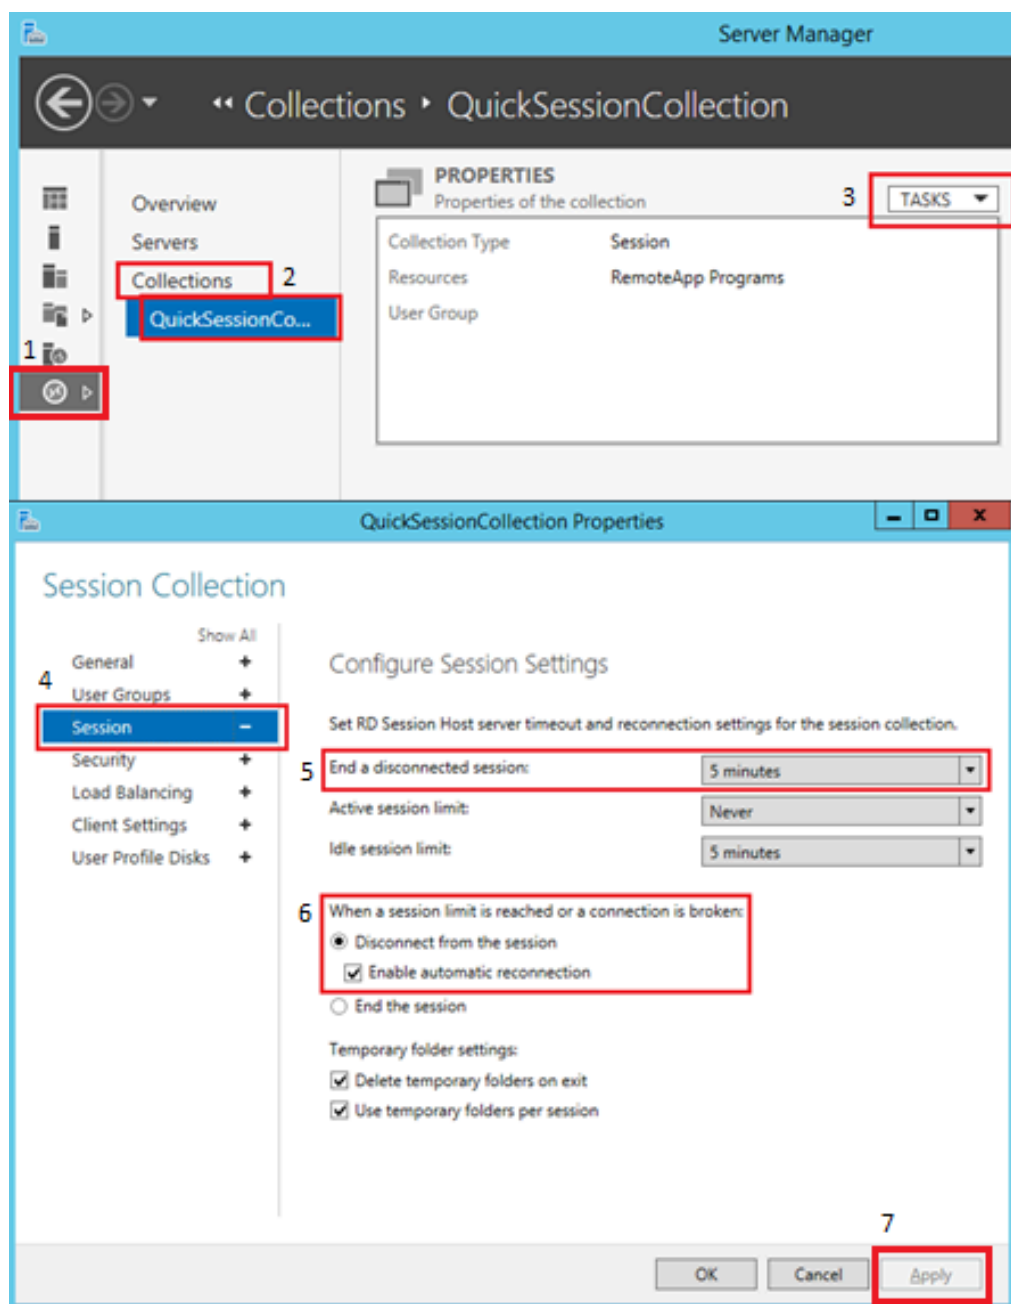 Server Manager
Collections QuickSessionCollection
PROPERTIES
Properties of the collection
3
TASKS
Overview
Servers
Collections
2
QuickSessionCo...
1
Collection Type Session
Resources RemoteApp Programs
User Group
QuickSessionCollection Properties
Session Collection
Show All
General +
4
User Groups +
Session –
Security +
Load Balancing +
Client Settings +
User Profile Disks +
Configure Session Settings
Set RD Session Host server timeout and reconnection settings for the session collection.
5
End a disconnected session: 5 minutes
Active session limit: Never
Idle session limit: 5 minutes
6
When a session limit is reached or a connection is broken:
Disconnect from the session
Enable automatic reconnection
End the session
Temporary folder settings:
Delete temporary folders on exit
Use temporary folders per session
7
OK Cancel Apply